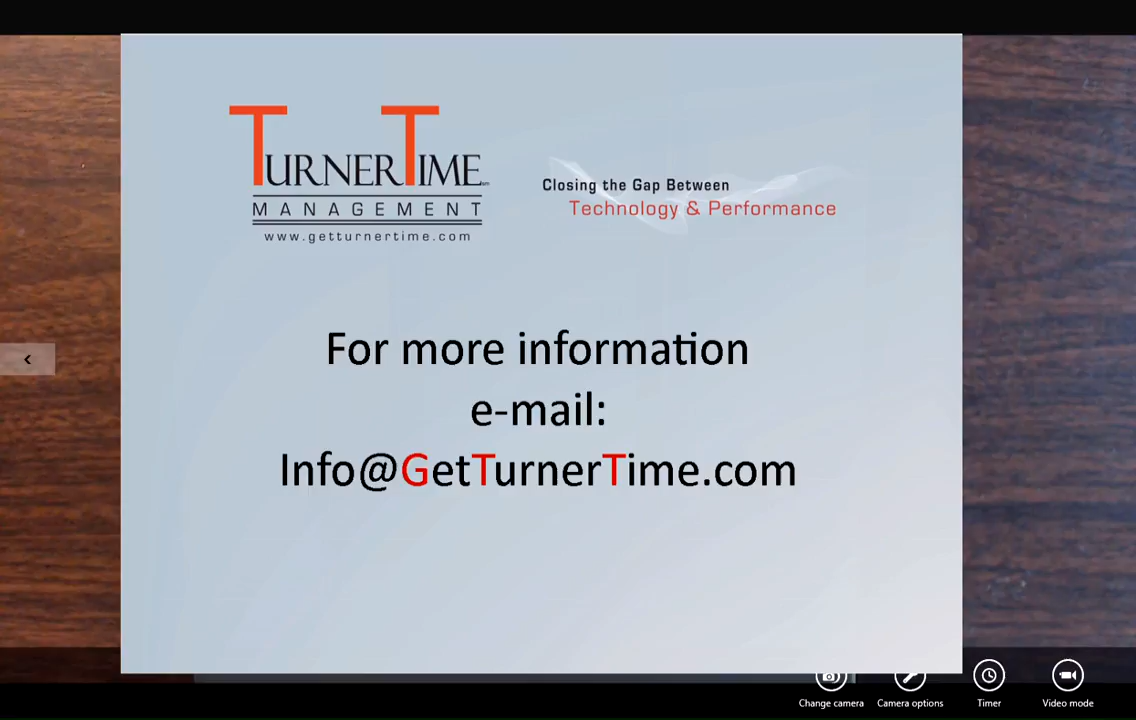 TURNERTIME
MANAGEMENT
www.getturnertime.com
Closing the Gap Between
Technology & Performance
For more information
e-mail:
Info@GetTurnerTime.com
Change camera
Camera options
Timer
Video mode